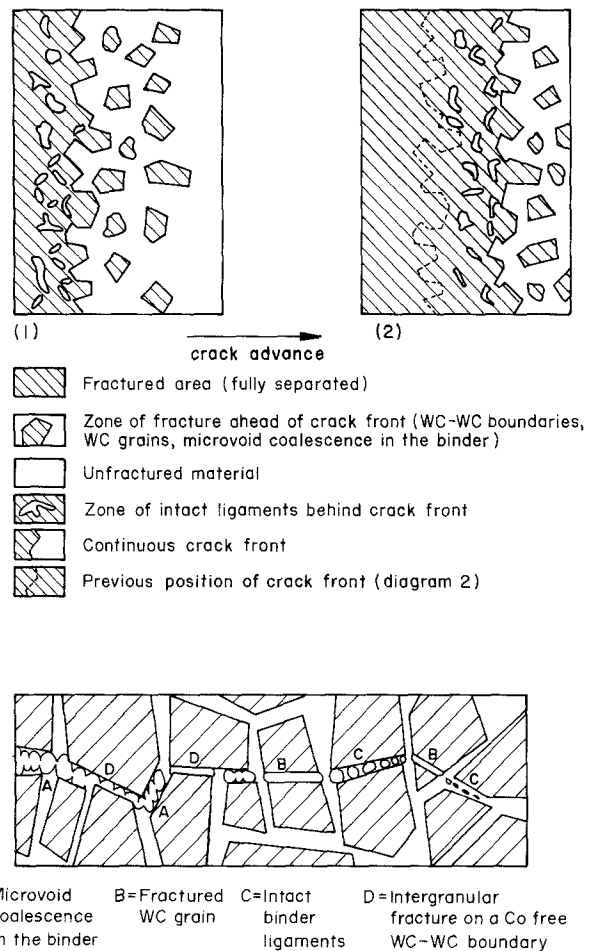 (1)
(2)
crack advance
Fractured area (fully separated)
Zone of fracture ahead of crack front (WC-WC boundaries,
WC grains, microvoid coalescence in the binder)
Unfractured material
Zone of intact ligaments behind crack front
Continuous crack front
Previous position of crack front (diagram 2)
A
D
A
D
B
C
B
C
Microvoid
oalescence
n the binder
B=Fractured
WC grain
C=Intact
binder
ligaments
D=Intergranular
fracture on a Co free
WC-WC boundary